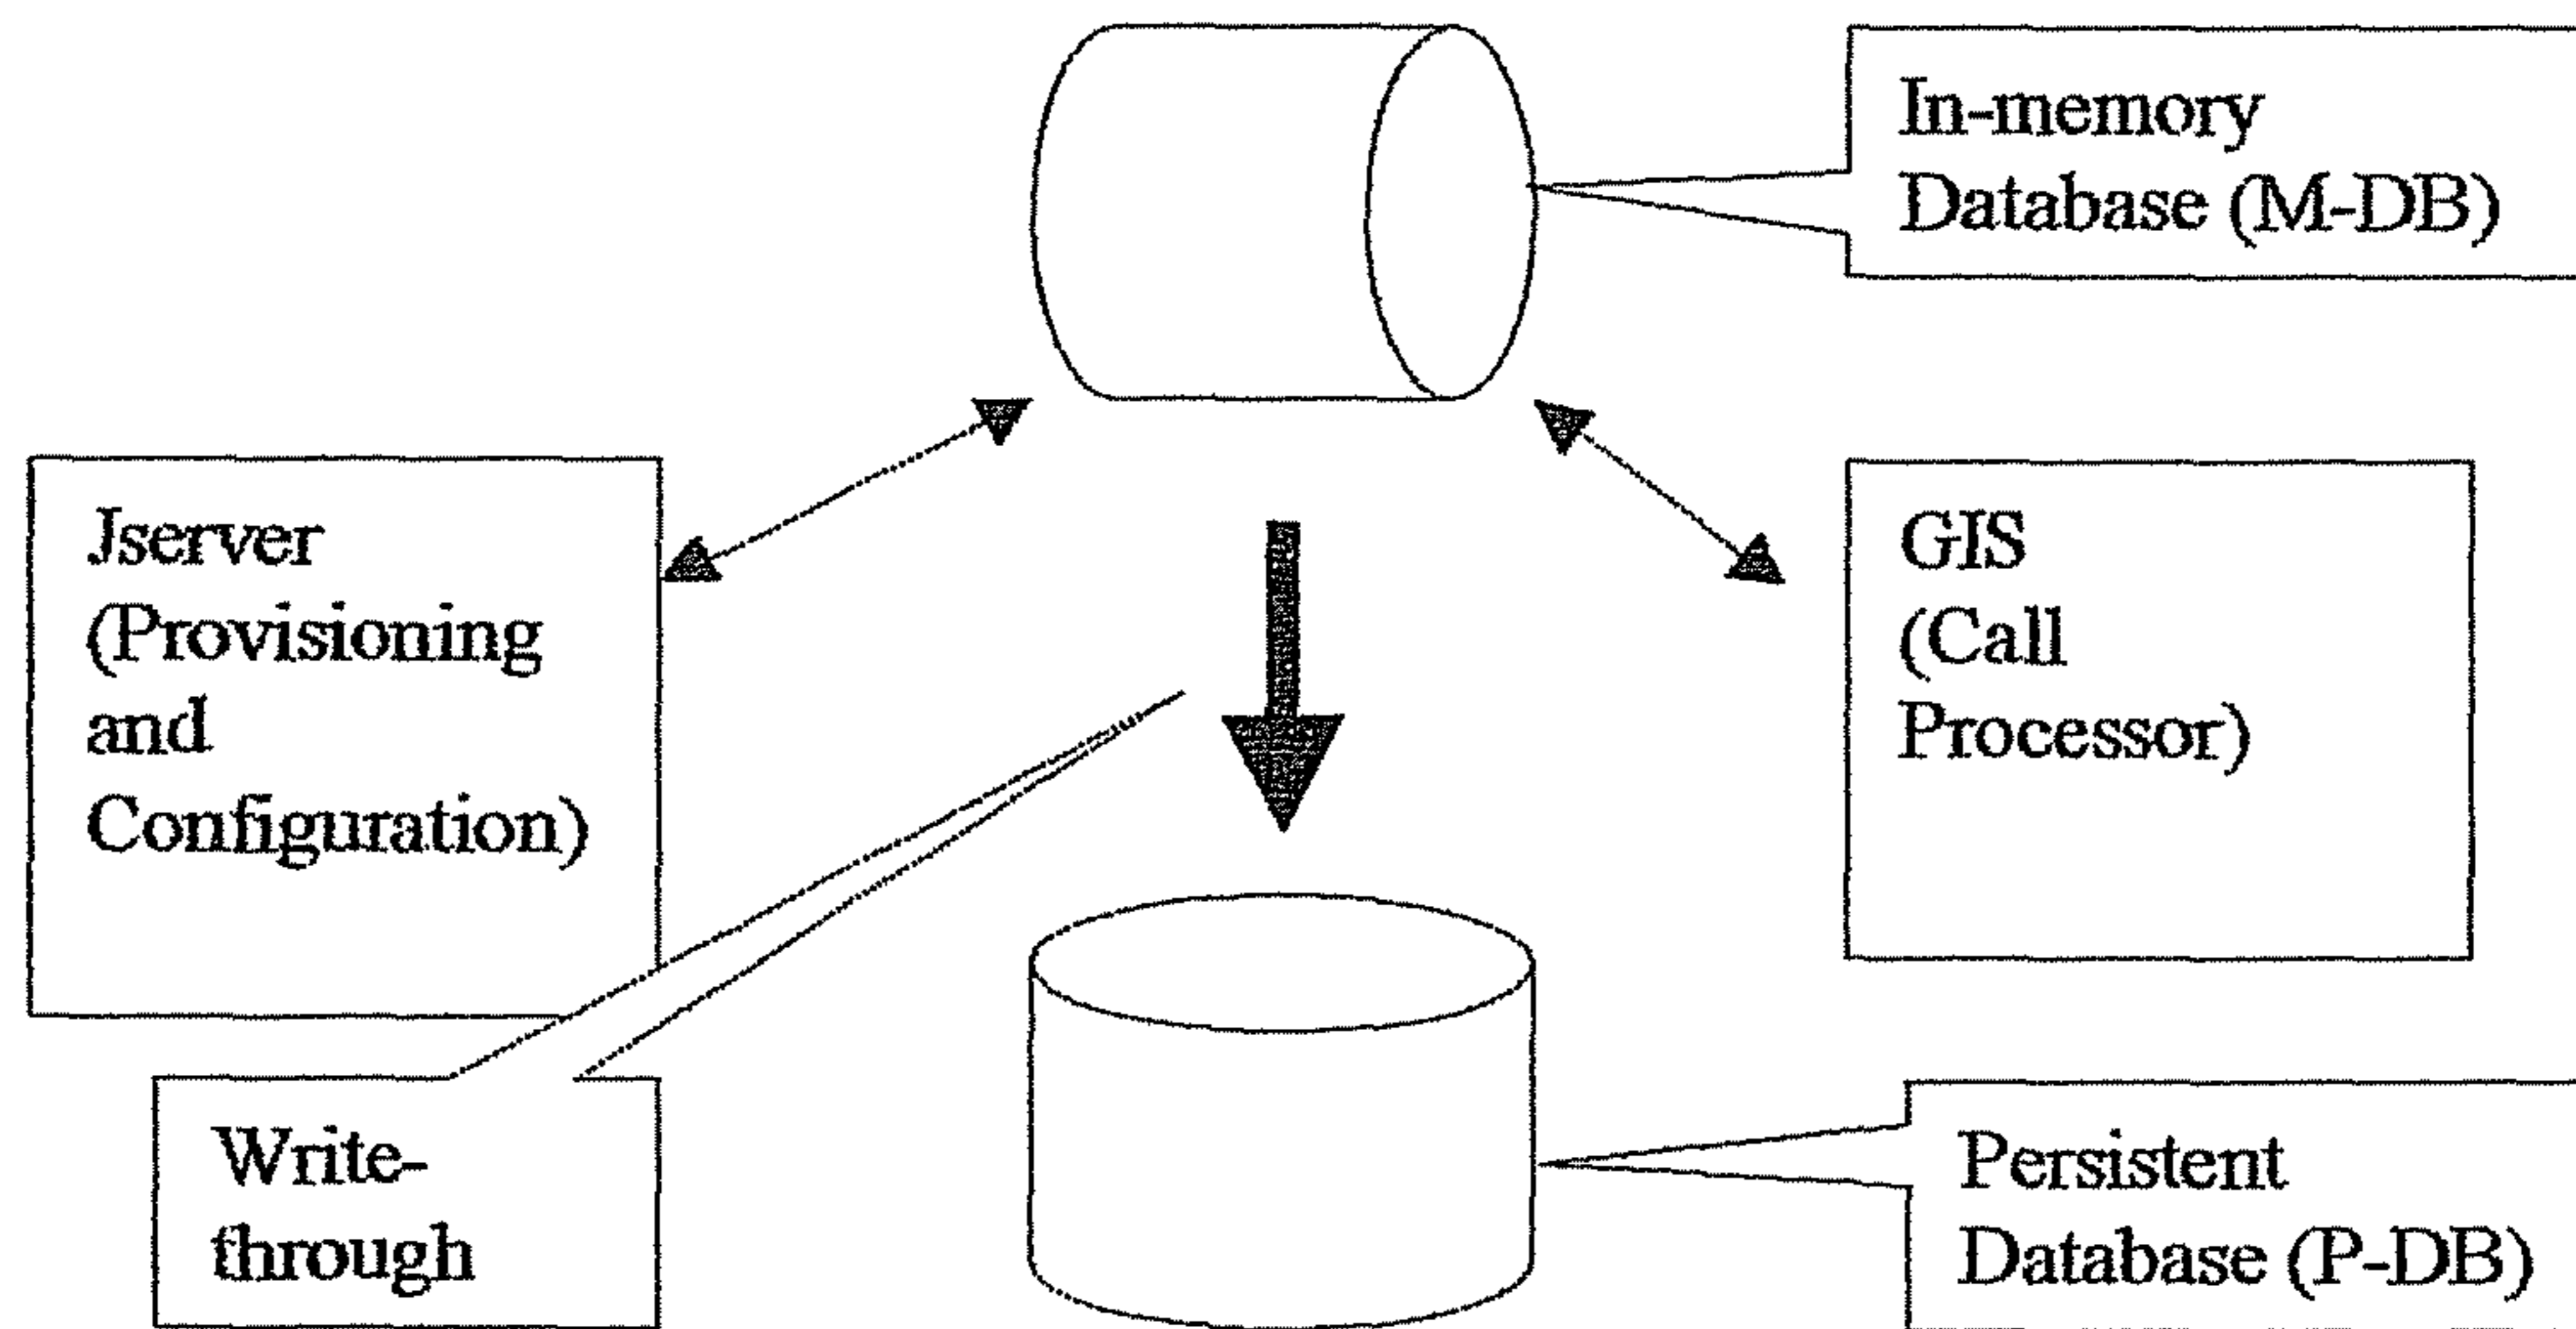 In-memory
Database (M-DB)
Jserver
(Provisioning
and
Configuration)
GIS
(Call
Processor)
Write-
through
Persistent
Database (P-DB)